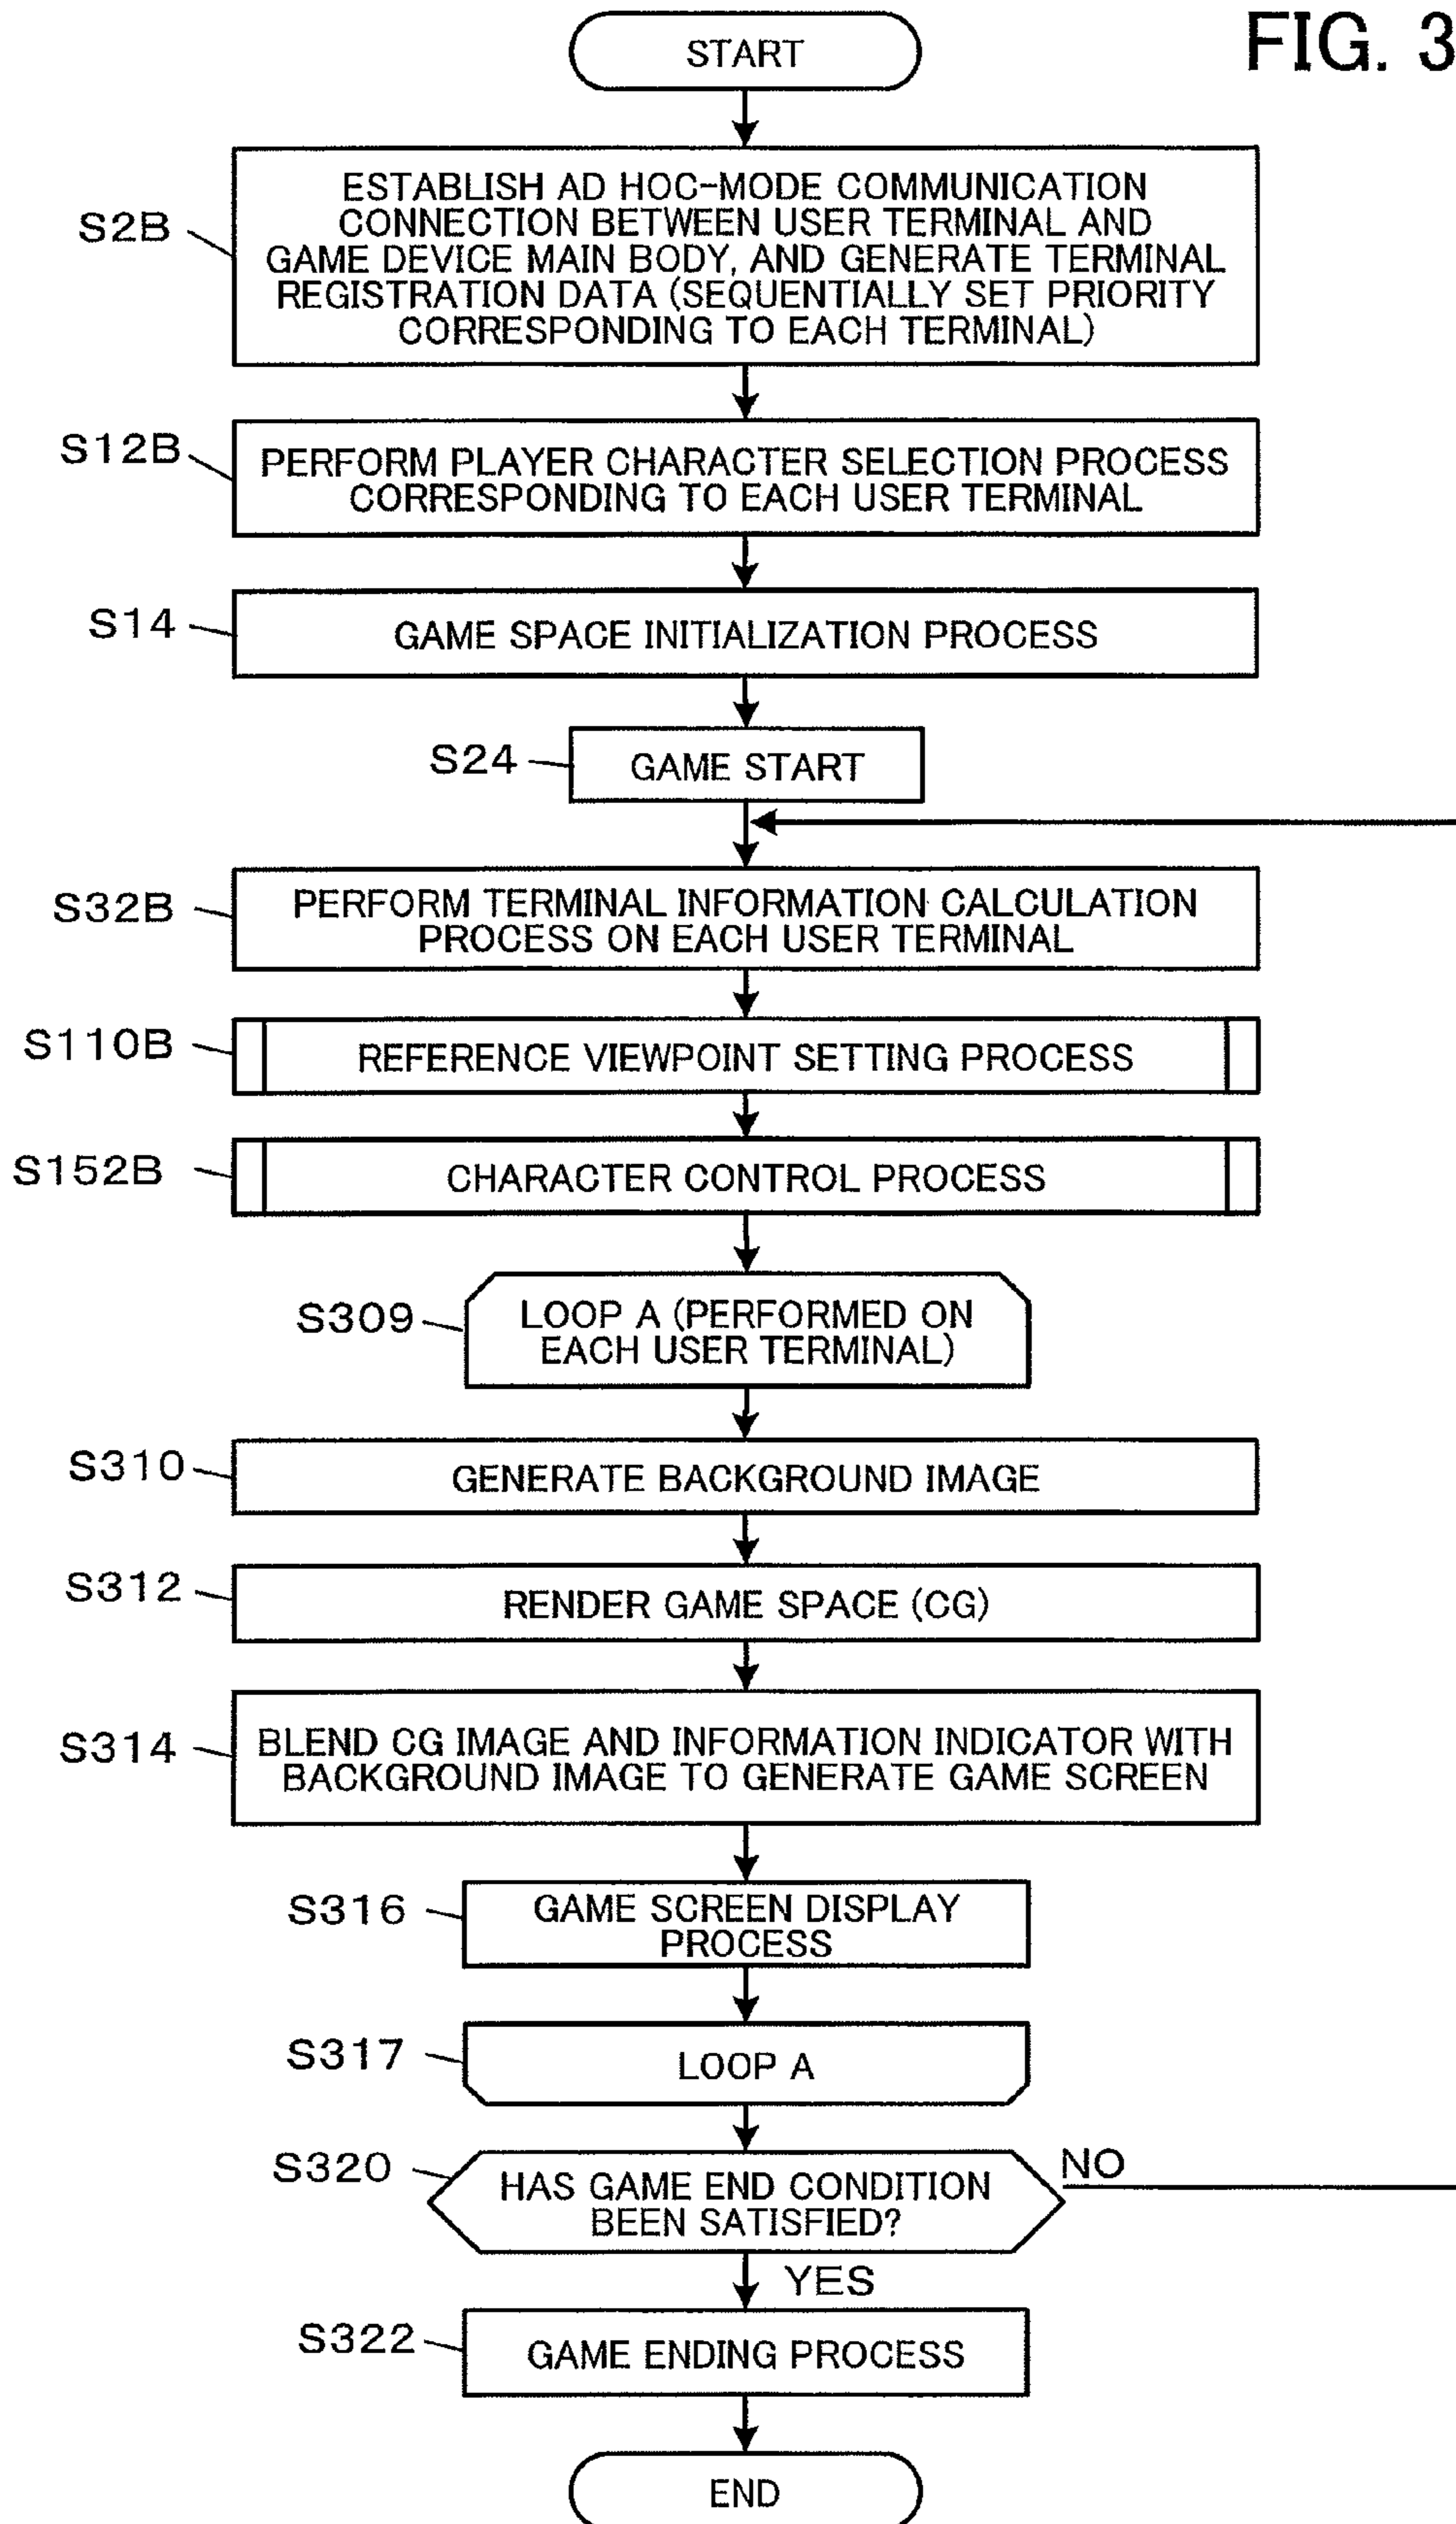 FIG. 3
START
S2B
ESTABLISH AD HOC-MODE COMMUNICATION
CONNECTION BETWEEN USER TERMINAL AND
GAME DEVICE MAIN BODY, AND GENERATE TERMINAL
REGISTRATION DATA (SEQUENTIALLY SET PRIORITY
CORRESPONDING TO EACH TERMINAL)
S12B
PERFORM PLAYER CHARACTER SELECTION PROCESS
CORRESPONDING TO EACH USER TERMINAL
S14
GAME SPACE INITIALIZATION PROCESS
S24
GAME START
S32B
PERFORM TERMINAL INFORMATION CALCULATION
PROCESS ON EACH USER TERMINAL
S110B
REFERENCE VIEWPOINT SETTING PROCESS
S152B
CHARACTER CONTROL PROCESS
S309
LOOP A (PERFORMED ON
EACH USER TERMINAL)
S310
GENERATE BACKGROUND IMAGE
S312
RENDER GAME SPACE (CG)
S314
BLEND CG IMAGE AND INFORMATION INDICATOR WITH
BACKGROUND IMAGE TO GENERATE GAME SCREEN
S316
GAME SCREEN DISPLAY
PROCESS
S317
LOOP A
S320
HAS GAME END CONDITION
BEEN SATISFIED?
NO
YES
S322
GAME ENDING PROCESS
END